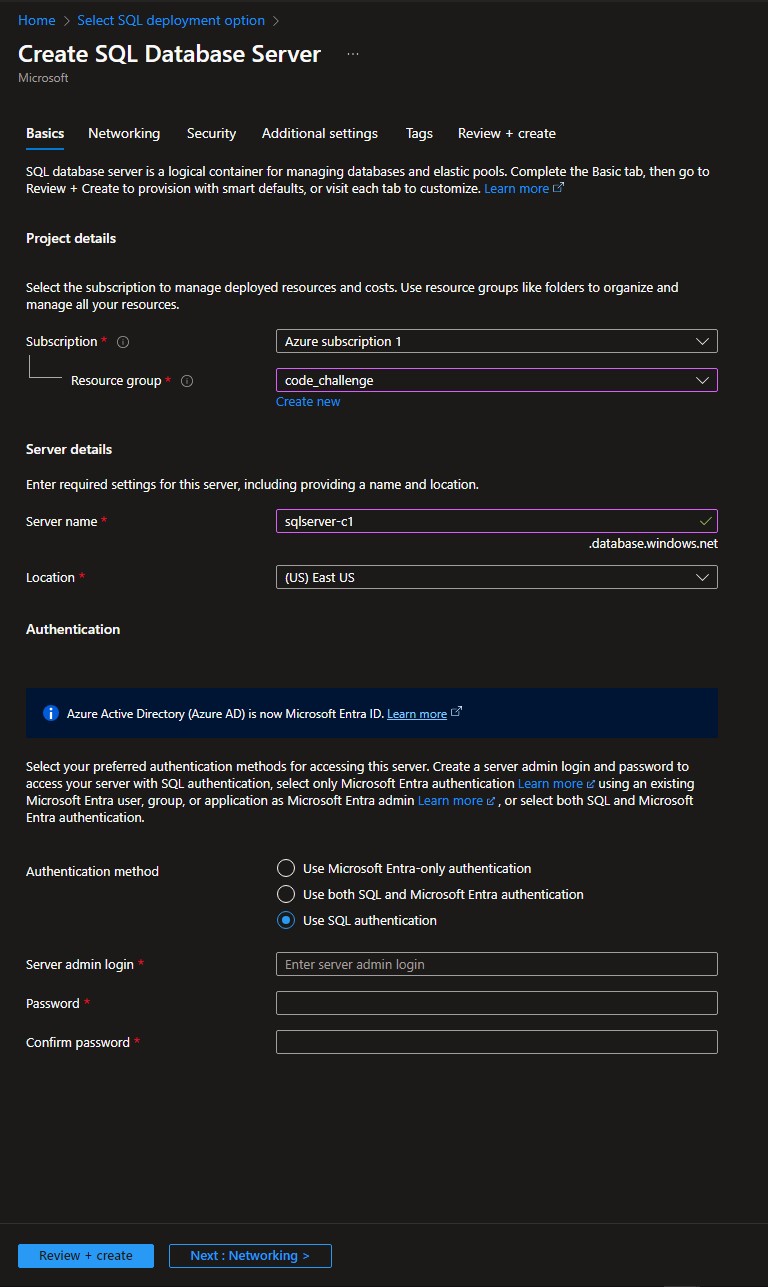 Home > Select SQL deployment option >
Create SQL Database Server ...
Microsoft
Basics Networking Security Additional settings Tags Review + create
SQL database server is a logical container for managing databases and elastic pools. Complete the Basic tab, then go to
Review + Create to provision with smart defaults, or visit each tab to customize. Learn more
Project details
Select the subscription to manage deployed resources and costs. Use resource groups like folders to organize and
manage all your resources.
Subscription * Azure subscription 1
Resource group * code_challenge
Create new
Server details
Enter required settings for this server, including providing a name and location.
Server name * sqlserver-c1
.database.windows.net
Location * (US) East US
Authentication
Azure Active Directory (Azure AD) is now Microsoft Entra ID. Learn more
Select your preferred authentication methods for accessing this server. Create a server admin login and password to
access your server with SQL authentication, select only Microsoft Entra authentication Learn more using an existing
Microsoft Entra user, group, or application as Microsoft Entra admin Learn more , or select both SQL and Microsoft
Entra authentication.
Authentication method
Use Microsoft Entra-only authentication
Use both SQL and Microsoft Entra authentication
Use SQL authentication
Server admin login * Enter server admin login
Password *
Confirm password *
Review + create Next : Networking >